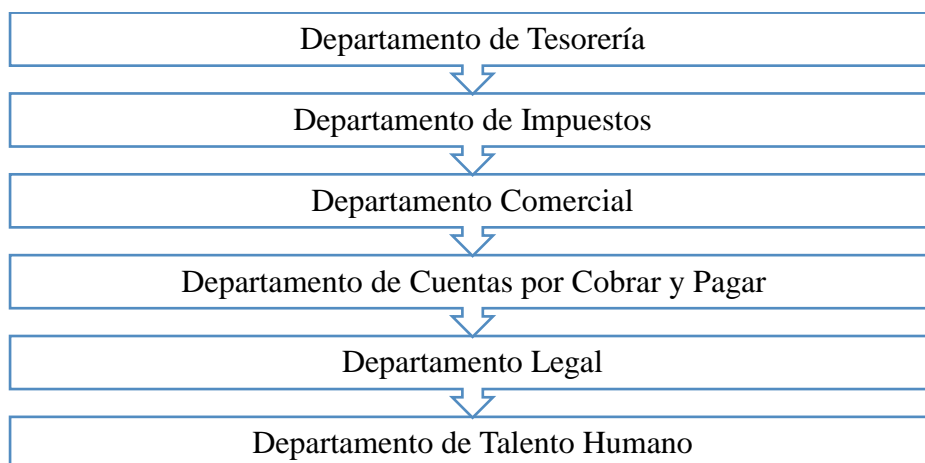 Departamento de Tesorería
Departamento de Impuestos
Departamento Comercial
Departamento de Cuentas por Cobrar y Pagar
Departamento Legal
Departamento de Talento Humano